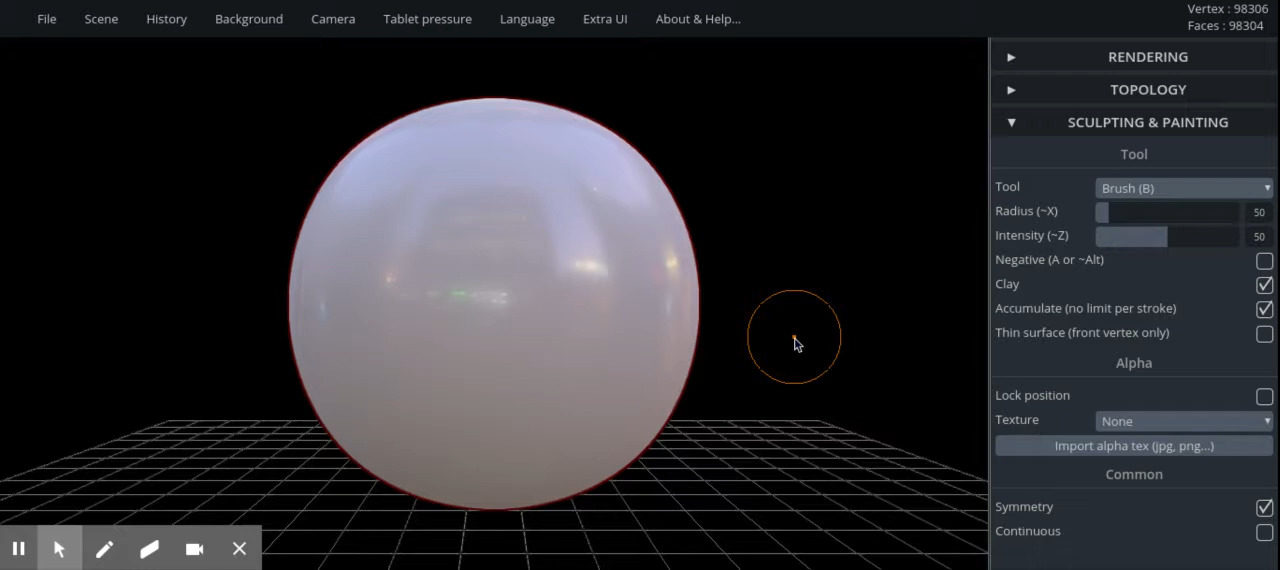 File Scene History Background Camera Tablet pressure Language Extra UI About & Help...
Vertex : 98306
Faces : 98304
RENDERING
TOPOLOGY
SCULPTING & PAINTING
Tool
Tool Brush (B)
Radius (~X) 50
Intensity (~Z) 50
Negative (A or ~Alt)
Clay
Accumulate (no limit per stroke)
Thin surface (front vertex only)
Alpha
Lock position
Texture None
Import alpha tex (jpg, png...)
Common
Symmetry
Continuous